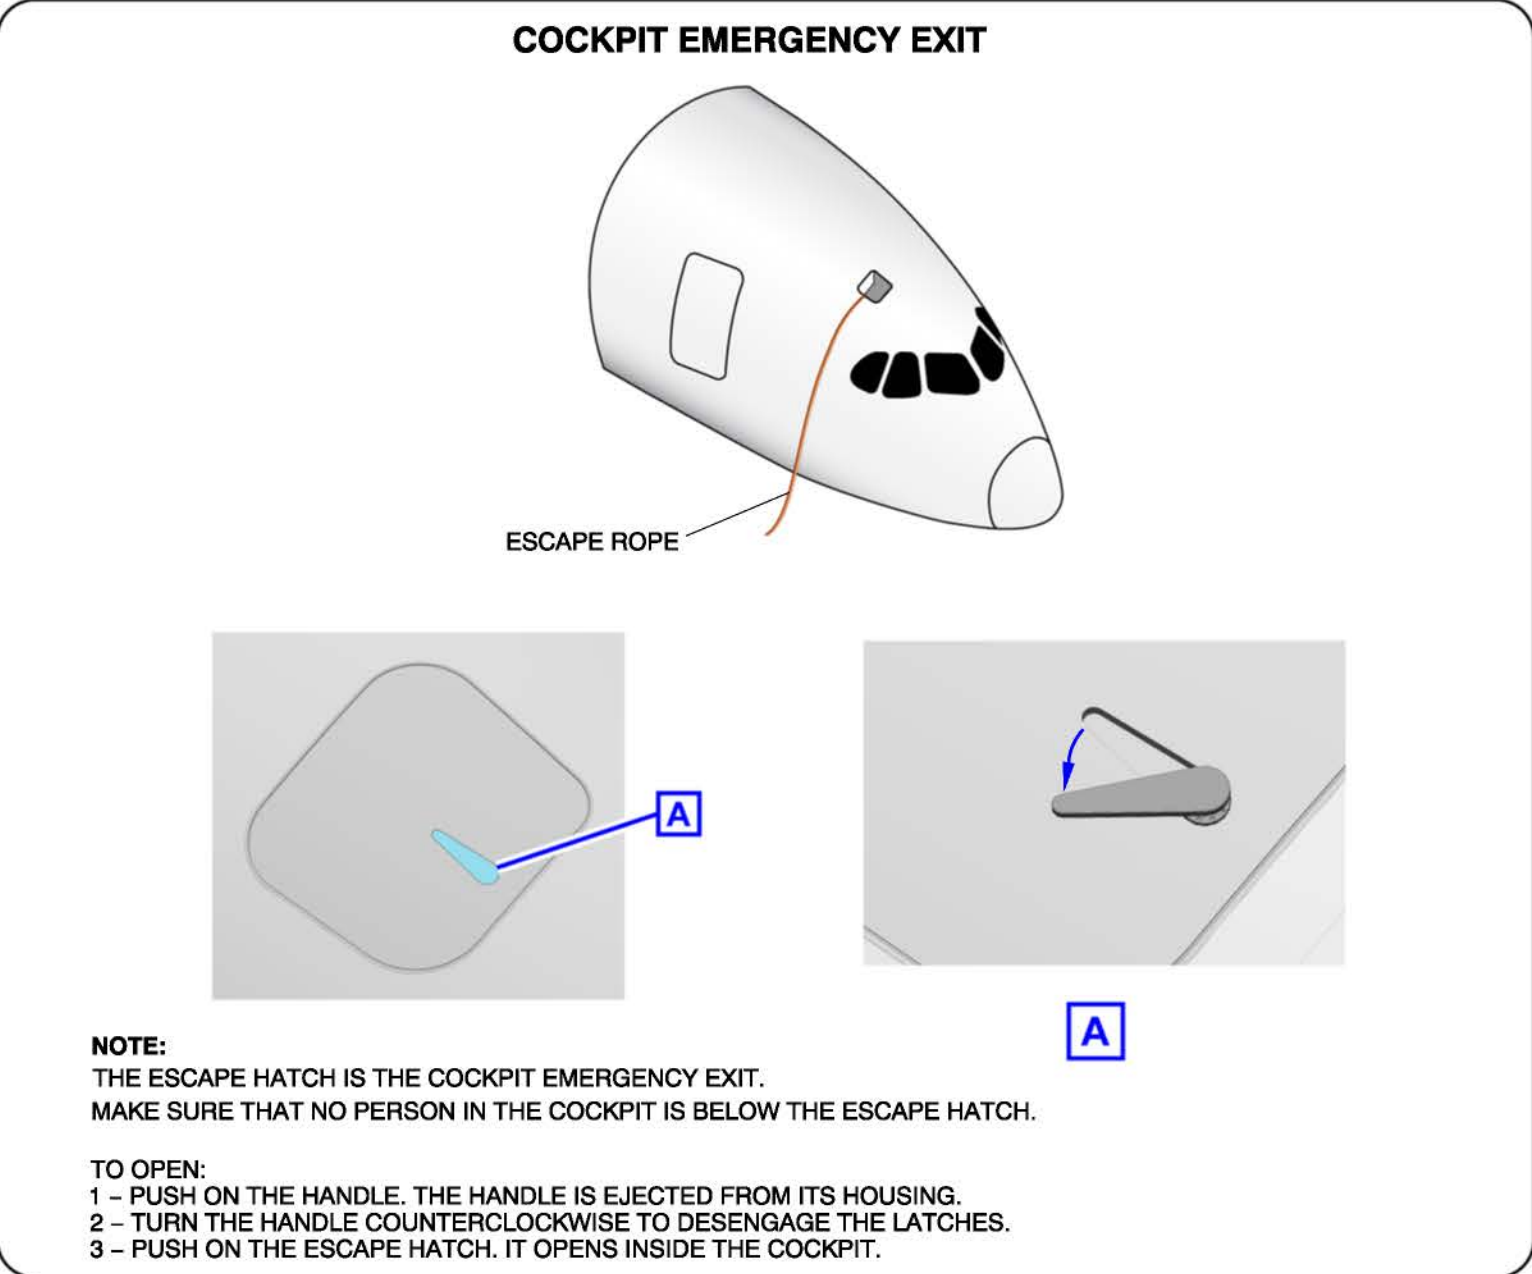 COCKPIT EMERGENCY EXIT
ESCAPE ROPE
A
A
NOTE:
THE ESCAPE HATCH IS THE COCKPIT EMERGENCY EXIT.
MAKE SURE THAT NO PERSON IN THE COCKPIT IS BELOW THE ESCAPE HATCH.
TO OPEN:
1 – PUSH ON THE HANDLE. THE HANDLE IS EJECTED FROM ITS HOUSING.
2 – TURN THE HANDLE COUNTERCLOCKWISE TO DESENGAGE THE LATCHES.
3 – PUSH ON THE ESCAPE HATCH. IT OPENS INSIDE THE COCKPIT.